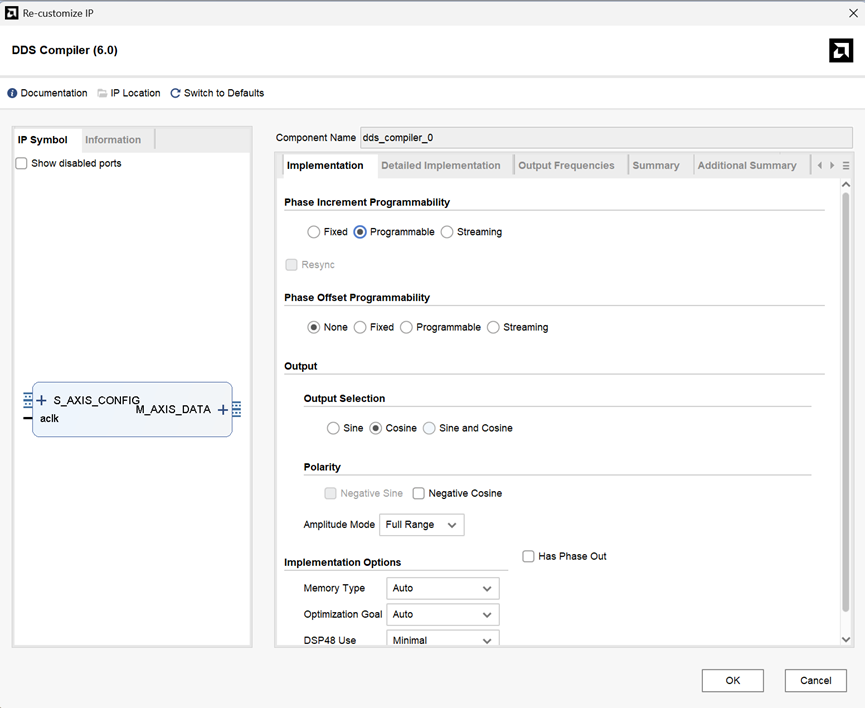 Re-customize IP
DDS Compiler (6.0)
Documentation IP Location Switch to Defaults
IP Symbol Information
Show disabled ports
S_AXIS_CONFIG
M_AXIS_DATA
aclk
Component Name dds_compiler_0
Implementation Detailed Implementation Output Frequencies Summary Additional Summary
Phase Increment Programmability
Fixed Programmable Streaming
Resync
Phase Offset Programmability
None Fixed Programmable Streaming
Output
Output Selection
Sine Cosine Sine and Cosine
Polarity
Negative Sine Negative Cosine
Amplitude Mode Full Range
Implementation Options
Has Phase Out
Memory Type Auto
Optimization Goal Auto
DSP48 Use Minimal
OK Cancel